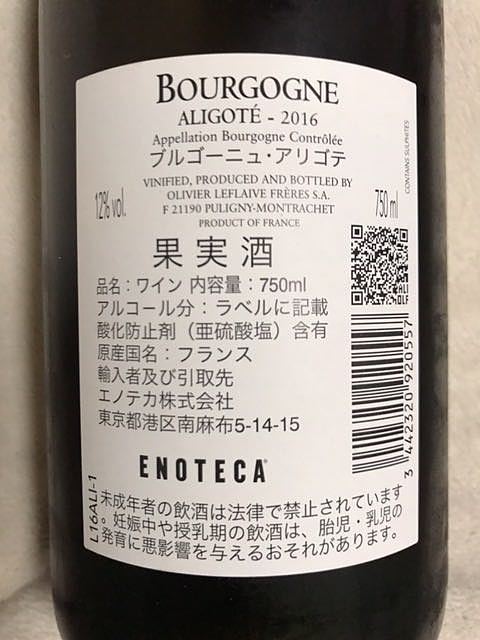 BOURGOGNE
ALIGOTÉ - 2016
Appellation Bourgogne Contrôlée
ブルゴーニュ・アリゴテ
VINIFIED, PRODUCED AND BOTTLED BY
OLIVIER LEFLAIVE FRÈRES S.A.
F 21190 PULIGNY-MONTRACHET
PRODUCT OF FRANCE
12% vol.
750 ml
CONTAINS SULPHITES
果実酒
ALI
OLF
品名：ワイン 内容量：750ml
アルコール分：ラベルに記載
酸化防止剤（亜硫酸塩）含有
原産国名：フランス
輸入者及び引取先
エノテカ株式会社
東京都港区南麻布5-14-15
3 442320 920557
ENOTECA
L16ALI-1
未成年者の飲酒は法律で禁止されています
。妊娠中や授乳期の飲酒は、胎児・乳児の
発育に悪影響を与えるおそれがあります。